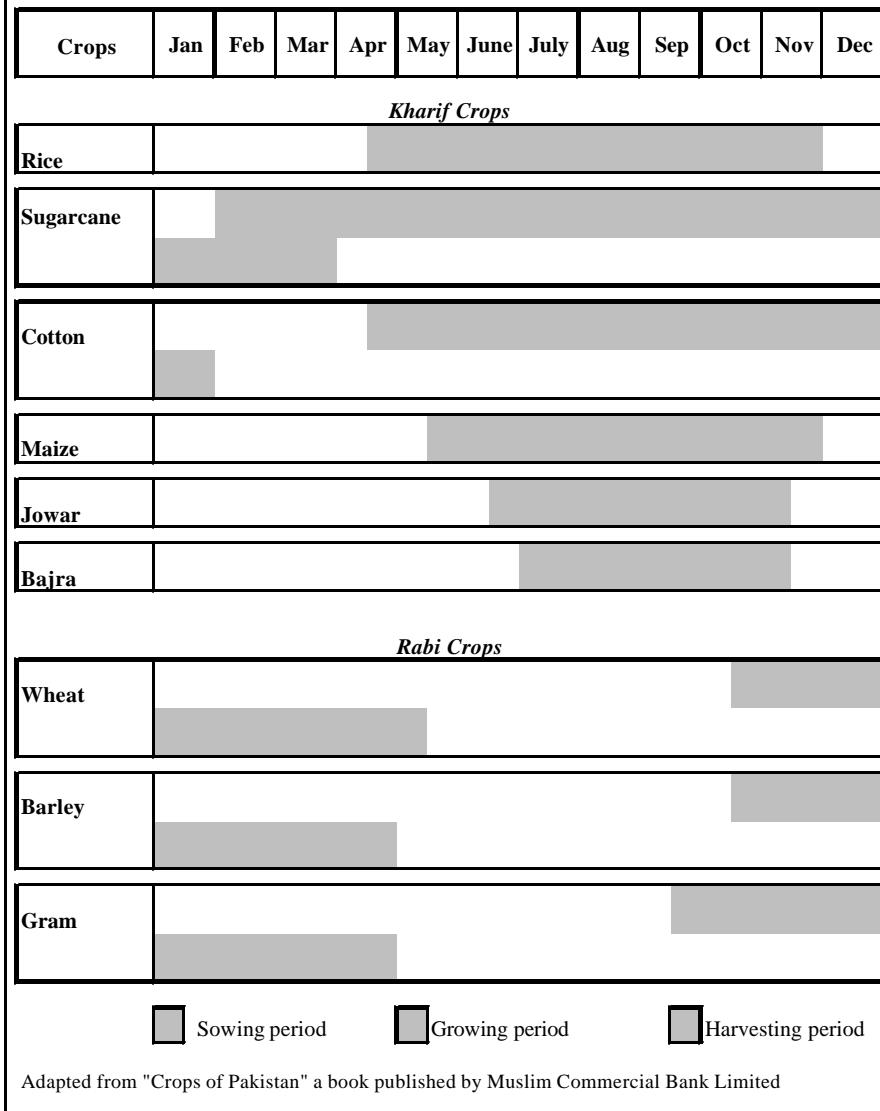 Crops Jan Feb Mar Apr May June July Aug Sep Oct Nov Dec
Kharif Crops
Rice
Sugarcane
Cotton
Maize
Jowar
Bajra
Rabi Crops
Wheat
Barley
Gram
Sowing period Growing period Harvesting period
Adapted from "Crops of Pakistan" a book published by Muslim Commercial Bank Limited